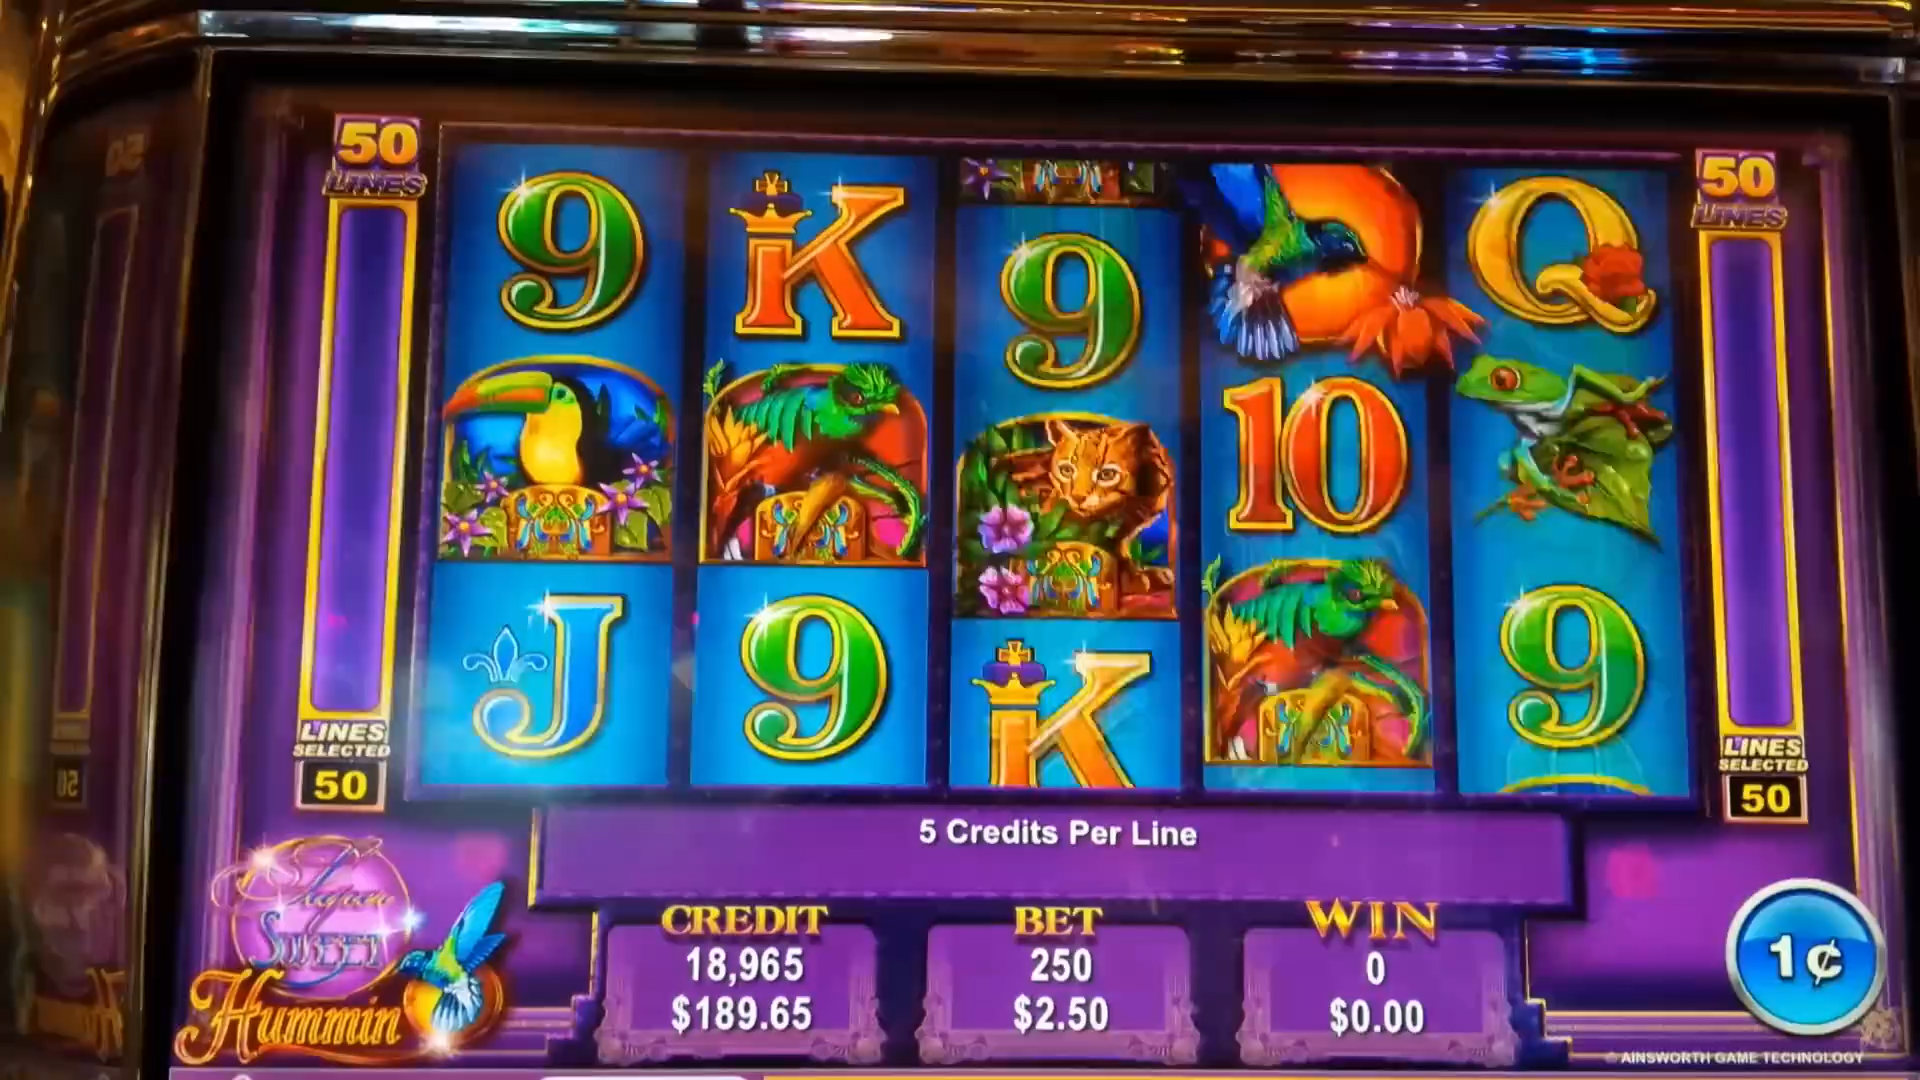 50
LINES
50
LINES
9
K
9
Q
10
J
9
K
9
LINES
SELECTED
50
LINES
SELECTED
50
5 Credits Per Line
SWEET
Hummin
CREDIT
18,965
$189.65
BET
250
$2.50
WIN
0
$0.00
1¢
© AINSWORTH GAME TECHNOLOGY